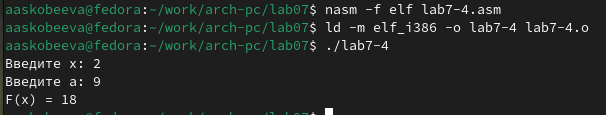 aaskobeeva@fedora:~/work/arch-pc/lab07$ nasm -f elf lab7-4.asm
aaskobeeva@fedora:~/work/arch-pc/lab07$ ld -m elf_i386 -o lab7-4 lab7-4.o
aaskobeeva@fedora:~/work/arch-pc/lab07$ ./lab7-4
Введите x: 2
Введите a: 9
F(x) = 18
aaskobeeva@fedora:~/work/arch-pc/lab07$